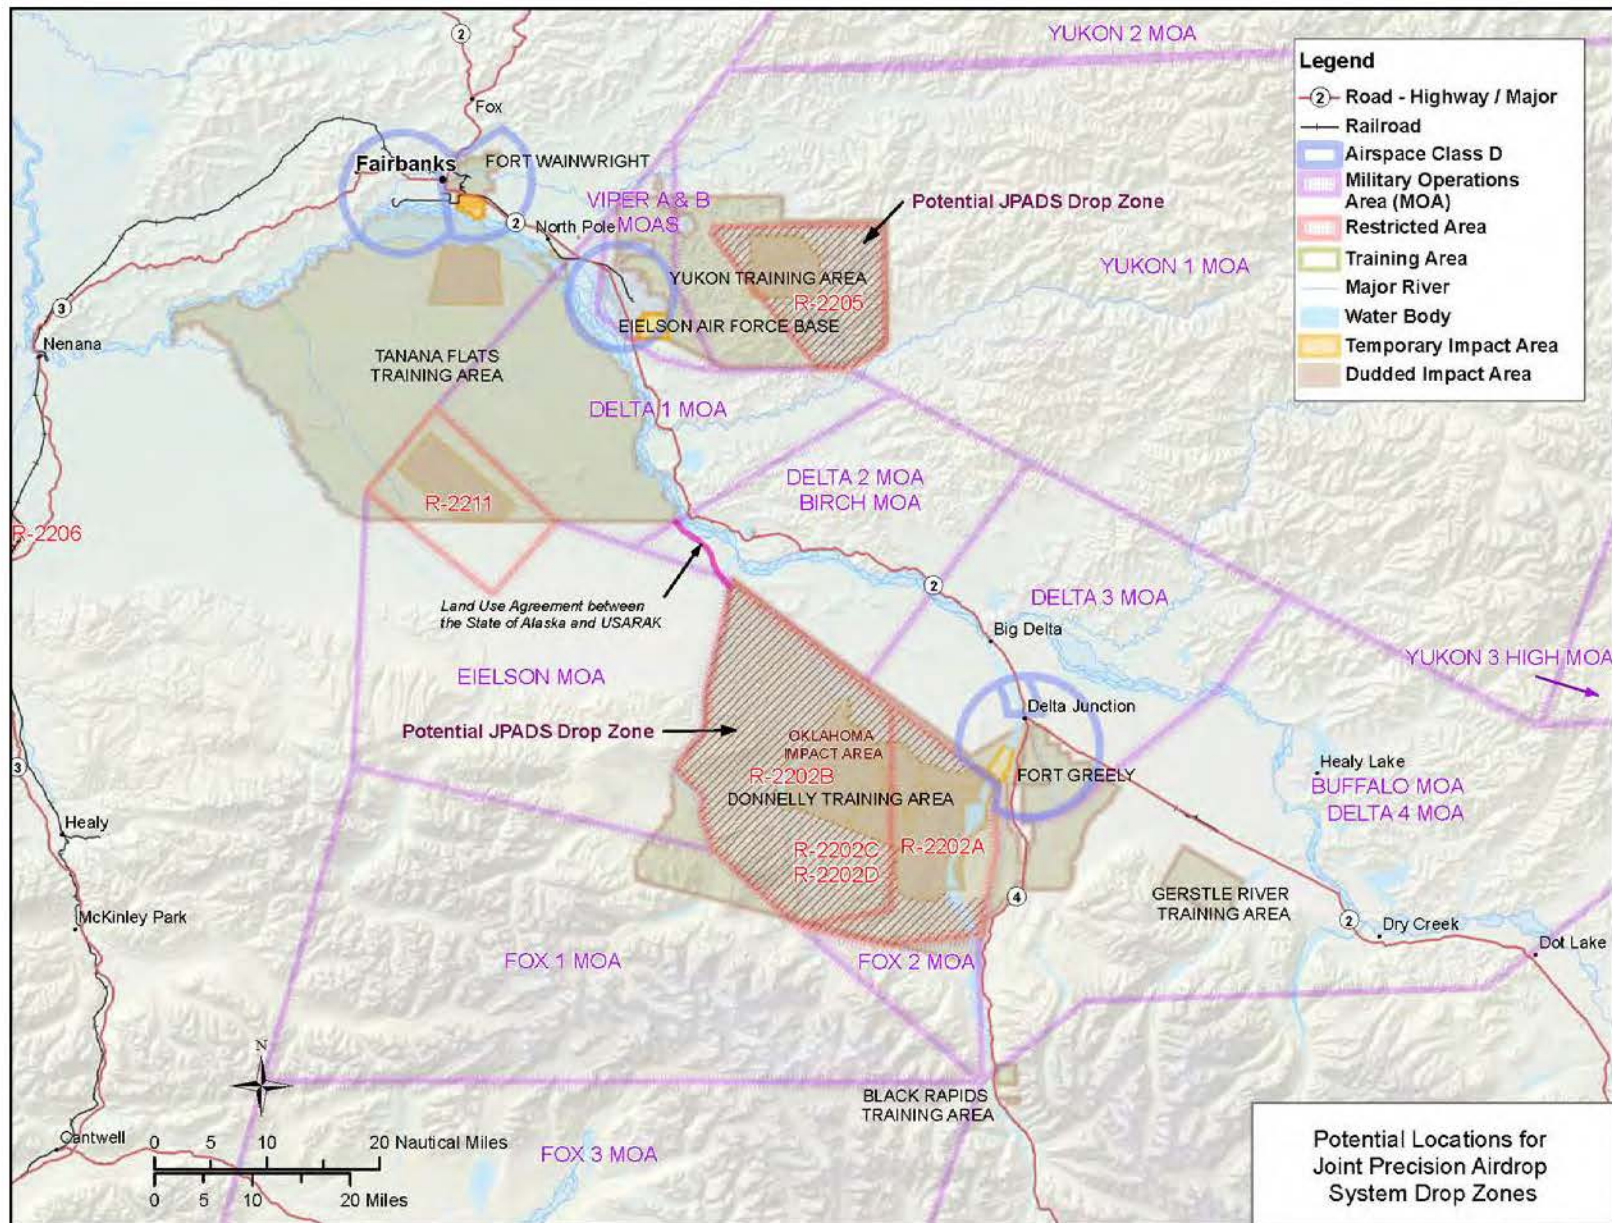 YUKON 2 MOA
Legend
2 Road - Highway / Major
Railroad
Airspace Class D
Military Operations
Area (MOA)
Restricted Area
Training Area
Major River
Water Body
Temporary Impact Area
Dudded Impact Area
2
Fox
Fairbanks
FORT WAINWRIGHT
VIPER A & B
MOAS
Potential JPADS Drop Zone
2
North Pole
YUKON TRAINING AREA
R-2205
YUKON 1 MOA
3
EIELSON AIR FORCE BASE
Nenana
TANANA FLATS
TRAINING AREA
DELTA 1 MOA
DELTA 2 MOA
BIRCH MOA
R-2211
R-2206
2
Land Use Agreement between
the State of Alaska and USARAK
DELTA 3 MOA
Big Delta
YUKON 3 HIGH MOA
EIELSON MOA
Potential JPADS Drop Zone
Delta Junction
OKLAHOMA
IMPACT AREA
R-2202B
DONNELLY TRAINING AREA
FORT GREELY
3
Healy Lake
BUFFALO MOA
DELTA 4 MOA
Healy
R-2202C
R-2202D
R-2202A
4
GERSTLE RIVER
TRAINING AREA
McKinley Park
2
Dry Creek
Dot Lake
FOX 1 MOA
FOX 2 MOA
N
BLACK RAPIDS
TRAINING AREA
Cantwell
0 5 10 20 Nautical Miles
0 5 10 20 Miles
FOX 3 MOA
Potential Locations for
Joint Precision Airdrop
System Drop Zones